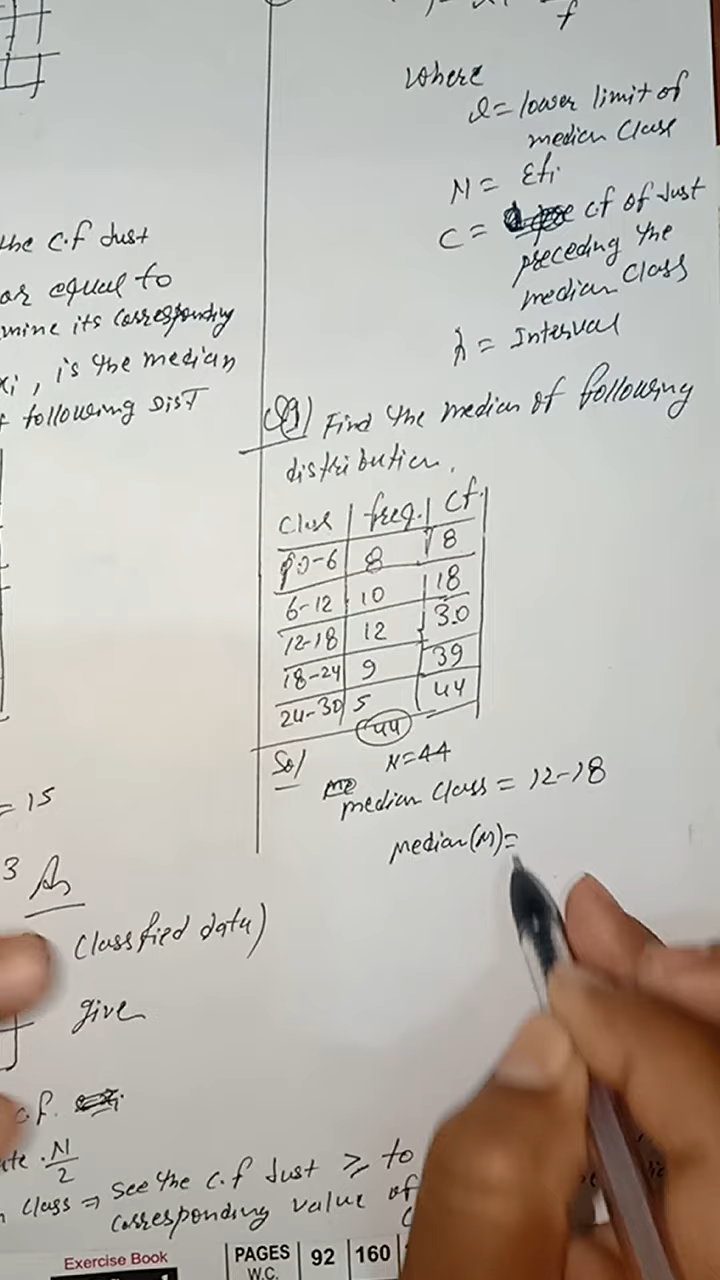 f
where
l = lower limit of
median class
N = Σfi
C = cf of Just
preceding the
median class
h = Interval
the c.f Just
or equal to
mine its corresponding
xi, is the median
following DisT
Find the median of following
distribution.
Class freq. Cf.
0-6 8 8
6-12 10 18
12-18 12 30
18-24 9 39
24-30 5 44
44
Sol N=44
median class = 12-18
median(M)=
= 15
3 As
Classfied data)
give
c.f.
N/2
class ⇒ see the c.f Just ≥ to
corresponding value of
Exercise Book
PAGES 92 160
W.C.